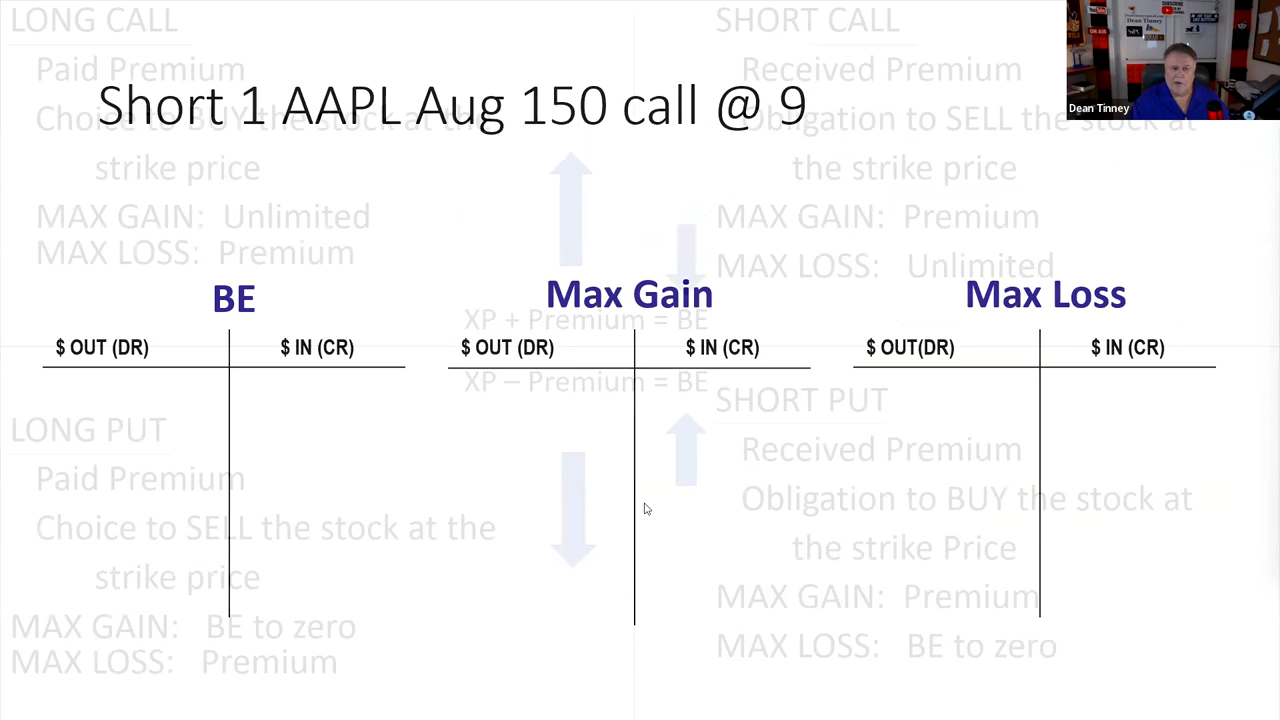 LONG CALL
Paid Premium
Choice to BUY the stock at the
strike price
MAX GAIN: Unlimited
MAX LOSS: Premium
SHORT CALL
Received Premium
Obligation to SELL the stock at
the strike price
MAX GAIN: Premium
MAX LOSS: Unlimited
Dean Tinney
Short 1 AAPL Aug 150 call @ 9
BE
$ OUT (DR) $ IN (CR)
Max Gain
$ OUT (DR) $ IN (CR)
Max Loss
$ OUT(DR) $ IN (CR)
XP + Premium = BE
XP – Premium = BE
LONG PUT
Paid Premium
Choice to SELL the stock at the
strike price
MAX GAIN: BE to zero
MAX LOSS: Premium
SHORT PUT
Received Premium
Obligation to BUY the stock at
the strike Price
MAX GAIN: Premium
MAX LOSS: BE to zero